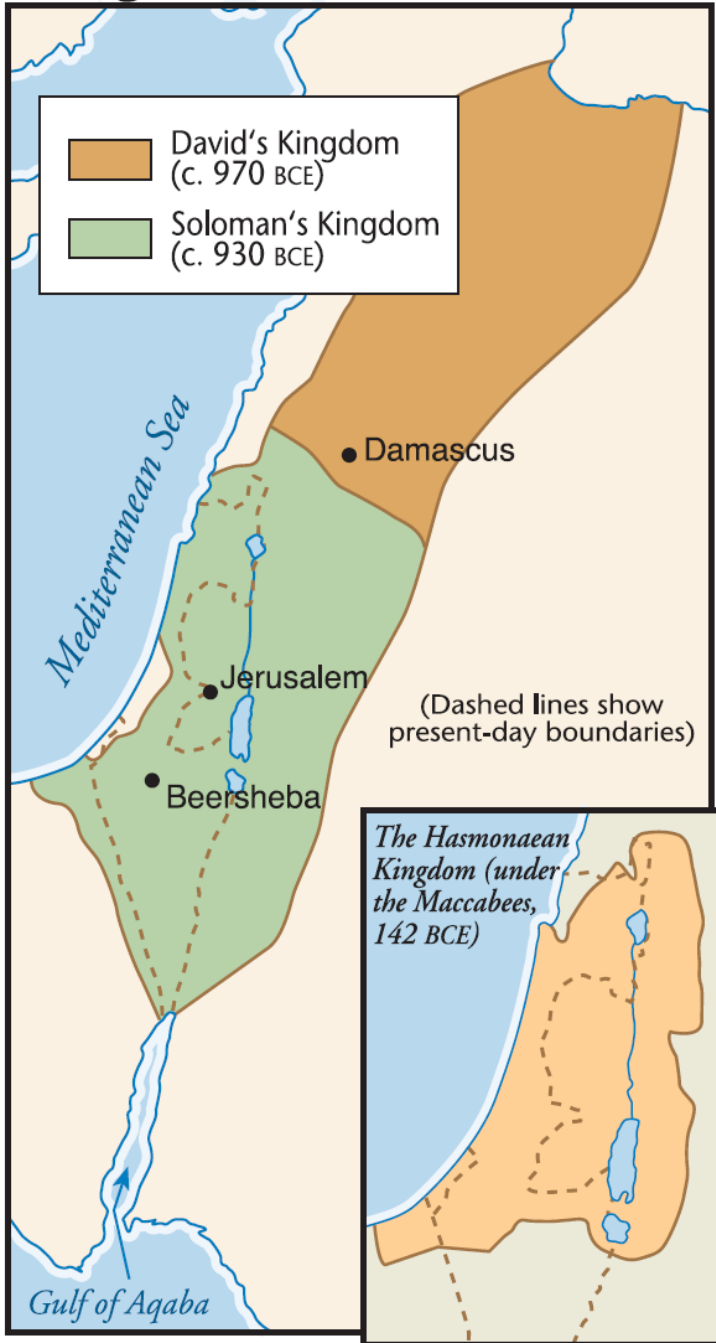 David's Kingdom
(c. 970 BCE)
Soloman's Kingdom
(c. 930 BCE)
Mediterranean Sea
Damascus
Jerusalem
(Dashed lines show
present-day boundaries)
Beersheba
The Hasmonaean
Kingdom (under
the Maccabees,
142 BCE)
Gulf of Aqaba